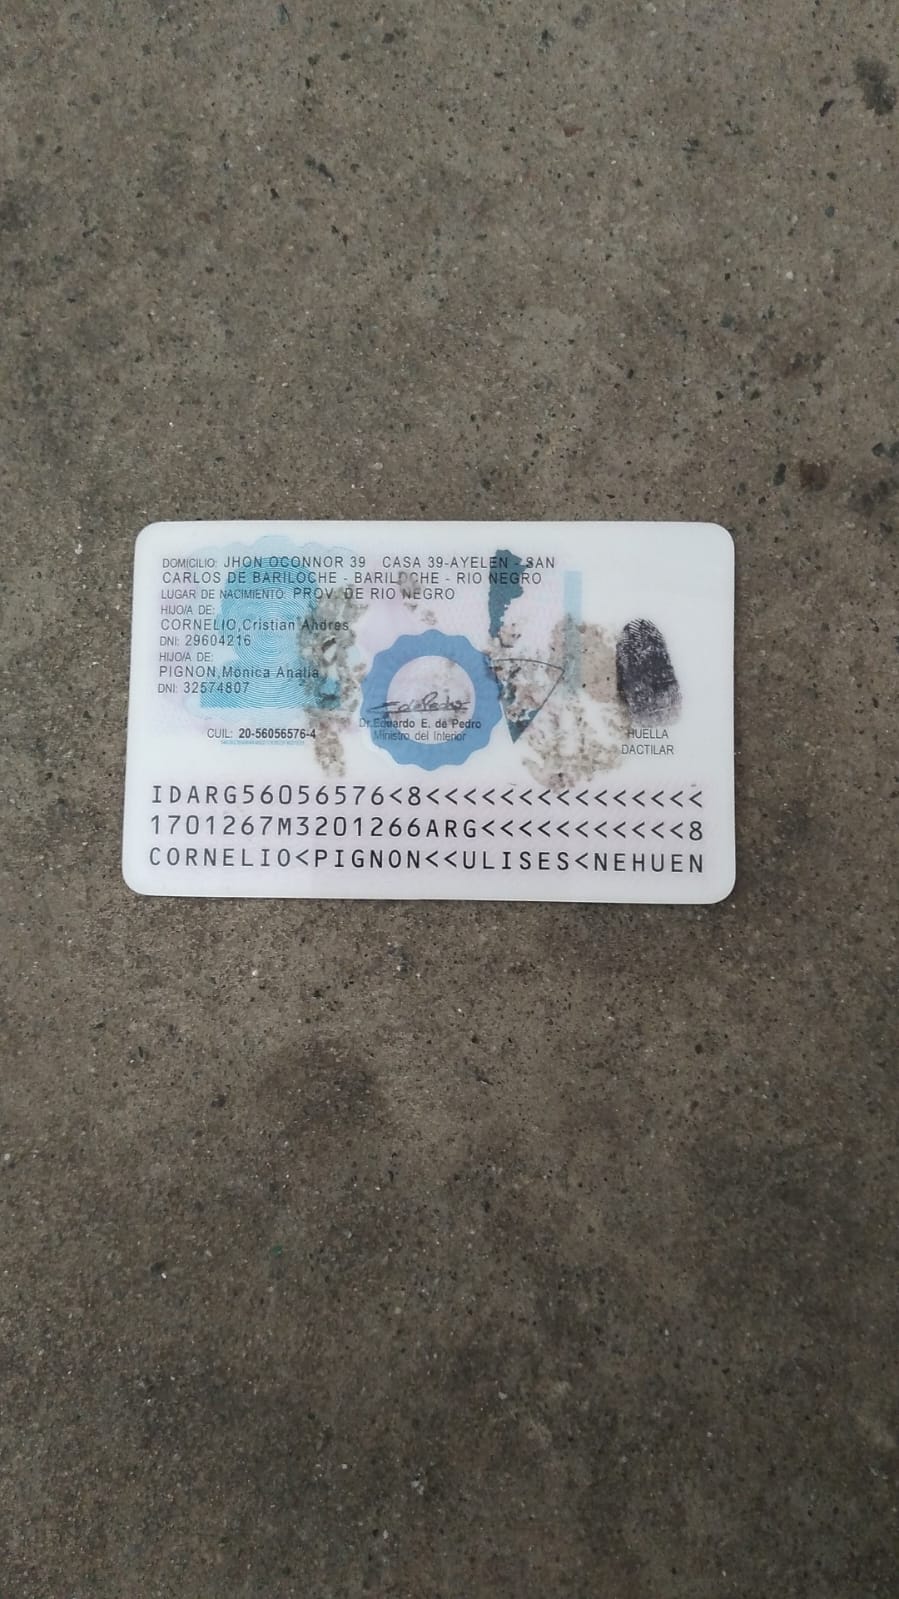 DOMICILIO: JHON OCONNOR 39 CASA 39-AYELEN - SAN
CARLOS DE BARILOCHE - BARILOCHE - RIO NEGRO
LUGAR DE NACIMIENTO: PROV. DE RIO NEGRO
HIJO/A DE:
CORNELIO,Cristian Andres
DNI: 29604216
HIJO/A DE:
PIGNON,Mónica Analía
DNI: 32574807
Dr.Eduardo E. de Pedro
Ministro del Interior
CUIL: 20-56056576-4
HUELLA
DACTILAR
IDARG56056576<8<<<<<<<<<<<<<<<
1701267M3201266ARG<<<<<<<<<<<8
CORNELIO<PIGNON<<ULISES<NEHUEN